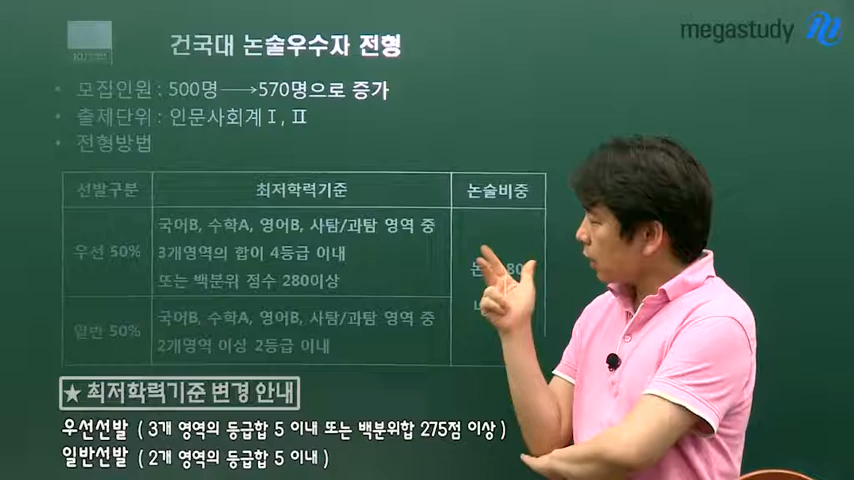 megastudy
건국대 논술우수자 전형
• 모집인원 : 500명 → 570명으로 증가
• 출제단위 : 인문사회계 I, II
• 전형방법
선발구분 최저학력기준 논술비중
국어B, 수학A, 영어B, 사탐/과탐 영역 중
우선 50% 3개영역의 합이 4등급 이내
또는 백분위 점수 280이상
국어B, 수학A, 영어B, 사탐/과탐 영역 중
일반 50%
2개영역 이상 2등급 이내
★ 최저학력기준 변경 안내
우선선발 ( 3개 영역의 등급합 5 이내 또는 백분위합 275점 이상 )
일반선발 ( 2개 영역의 등급합 5 이내 )